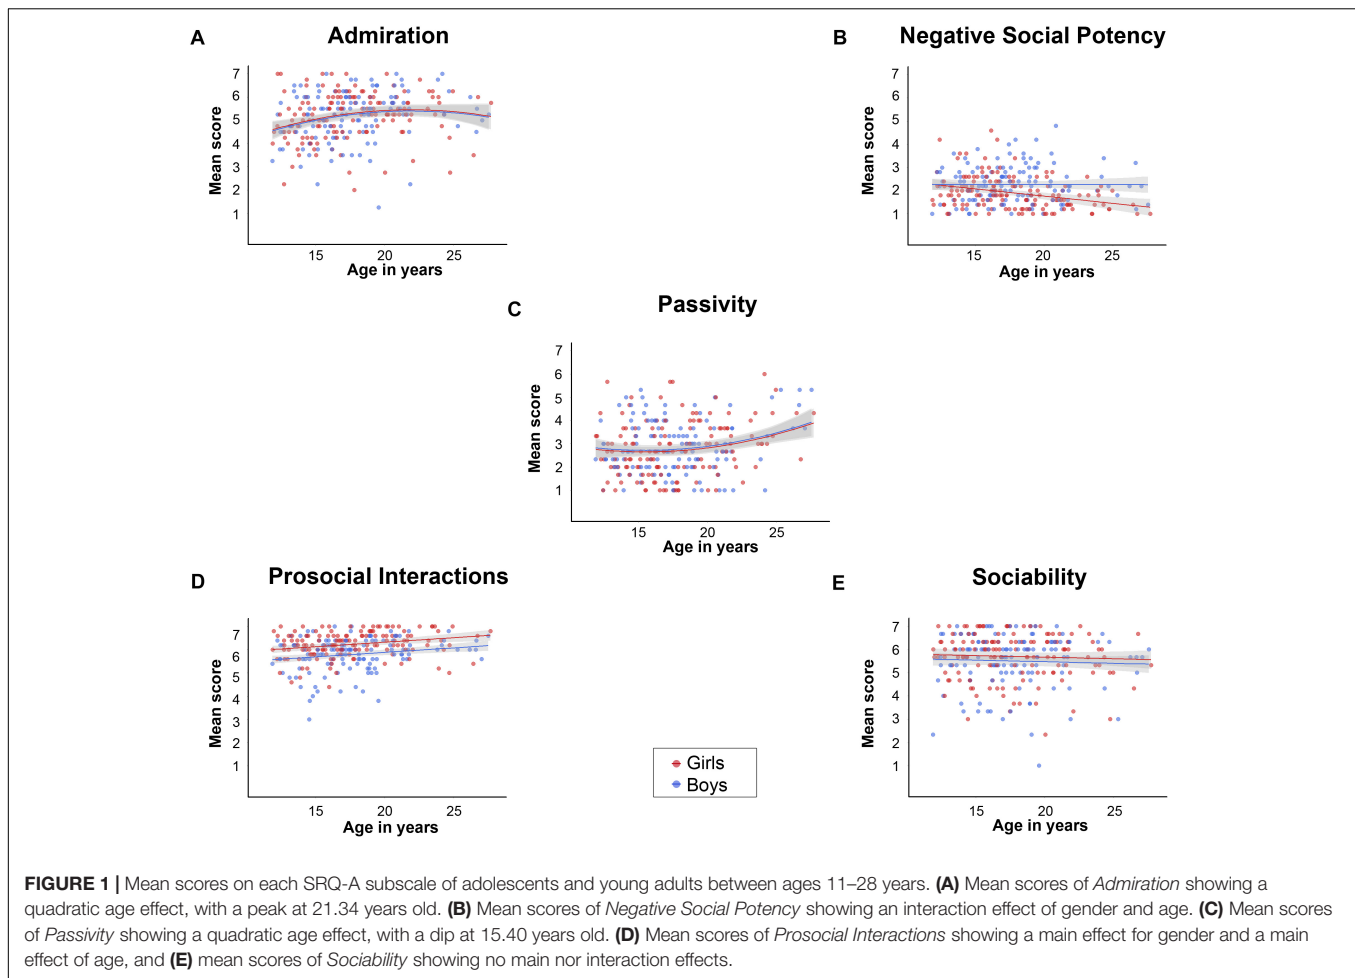 A
Admiration
7
6
5
4
3
2
1
Mean score
15 20 25
Age in years
B
Negative Social Potency
7
6
5
4
3
2
1
Mean score
15 20 25
Age in years
C
Passivity
7
6
5
4
3
2
1
Mean score
15 20 25
Age in years
D
Prosocial Interactions
7
6
5
4
3
2
1
Mean score
15 20 25
Age in years
Girls
Boys
E
Sociability
7
6
5
4
3
2
1
Mean score
15 20 25
Age in years
FIGURE 1 | Mean scores on each SRQ-A subscale of adolescents and young adults between ages 11–28 years. (A) Mean scores of Admiration showing a
quadratic age effect, with a peak at 21.34 years old. (B) Mean scores of Negative Social Potency showing an interaction effect of gender and age. (C) Mean scores
of Passivity showing a quadratic age effect, with a dip at 15.40 years old. (D) Mean scores of Prosocial Interactions showing a main effect for gender and a main
effect of age, and (E) mean scores of Sociability showing no main nor interaction effects.